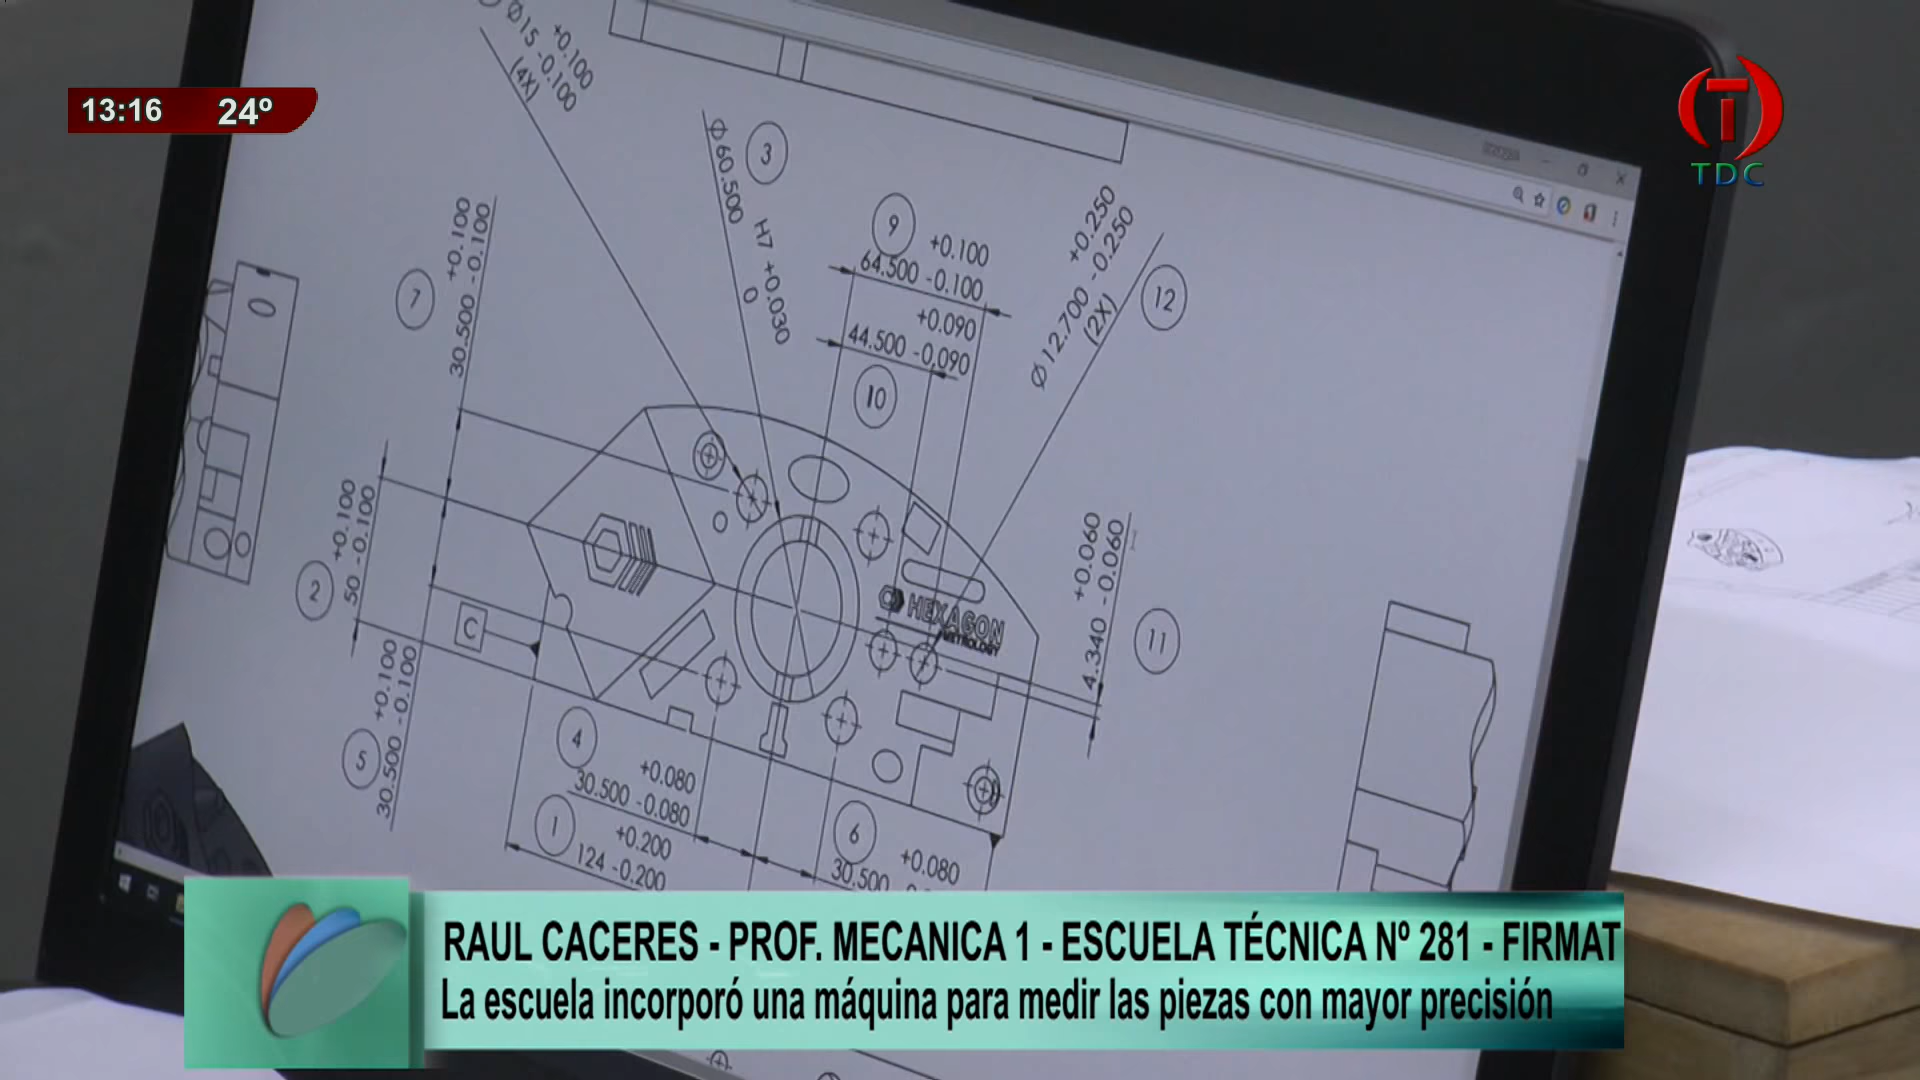 13:16 24º
TDC
Ø15 +0.100 -0.100
(4X)
Ø60.500 H7 +0.030 0
3
9
+0.100
64.500 -0.100
+0.090
44.500 -0.090
10
+0.250
Ø12.700 -0.250
(2X)
12
7
+0.100
30.500 -0.100
2
+0.100
50 -0.100
C
5
+0.100
30.500 -0.100
HEXAGON
METROLOGY
+0.060
4.340 -0.060
11
4
+0.080
30.500 -0.080
1
+0.200
124 -0.200
6
+0.080
30.500
RAUL CACERES - PROF. MECANICA 1 - ESCUELA TÉCNICA Nº 281 - FIRMAT
La escuela incorporó una máquina para medir las piezas con mayor precisión